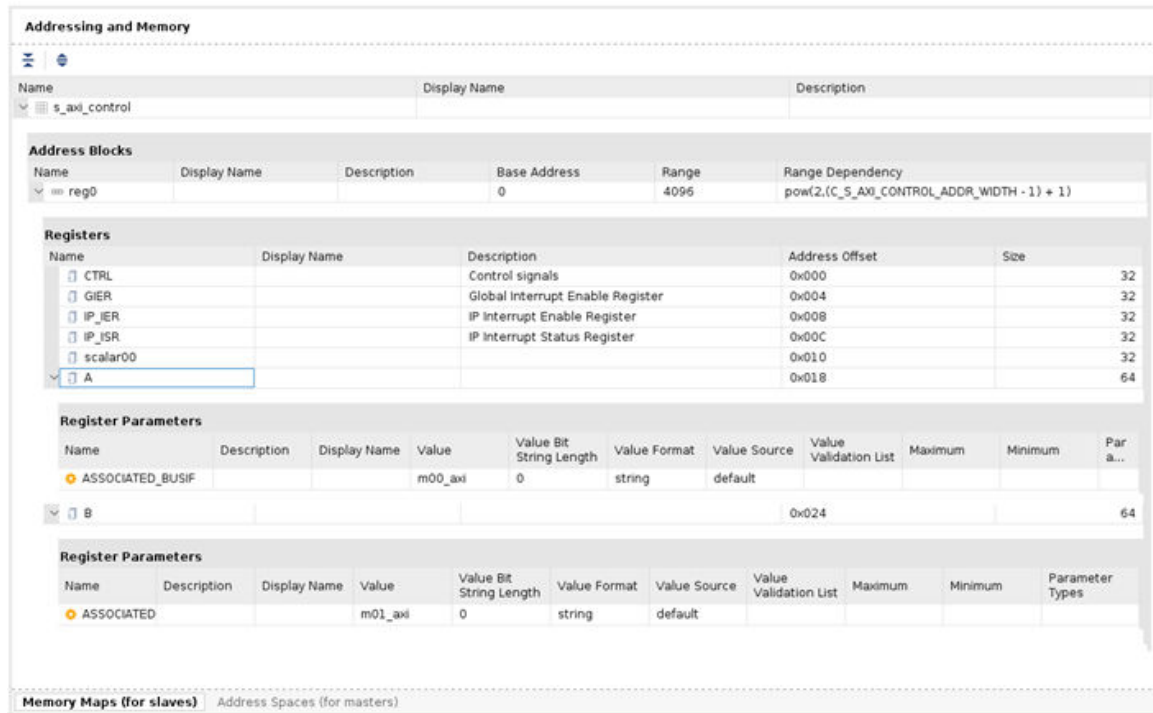 Addressing and Memory
Name Display Name Description
s_axi_control
Address Blocks
Name Display Name Description Base Address Range Range Dependency
reg0 0 4096 pow(2,(C_S_AXI_CONTROL_ADDR_WIDTH - 1) + 1)
Registers
Name Display Name Description Address Offset Size
CTRL Control signals 0x000 32
GIER Global Interrupt Enable Register 0x004 32
IP_IER IP Interrupt Enable Register 0x008 32
IP_ISR IP Interrupt Status Register 0x00C 32
scalar00 0x010 32
A 0x018 64
Register Parameters
Name Description Display Name Value Value Bit String Length Value Format Value Source Value Validation List Maximum Minimum Par a...
ASSOCIATED_BUSIF m00_axi 0 string default
B 0x024 64
Register Parameters
Name Description Display Name Value Value Bit String Length Value Format Value Source Value Validation List Maximum Minimum Parameter Types
ASSOCIATED m01_axi 0 string default
Memory Maps (for slaves) Address Spaces (for masters)